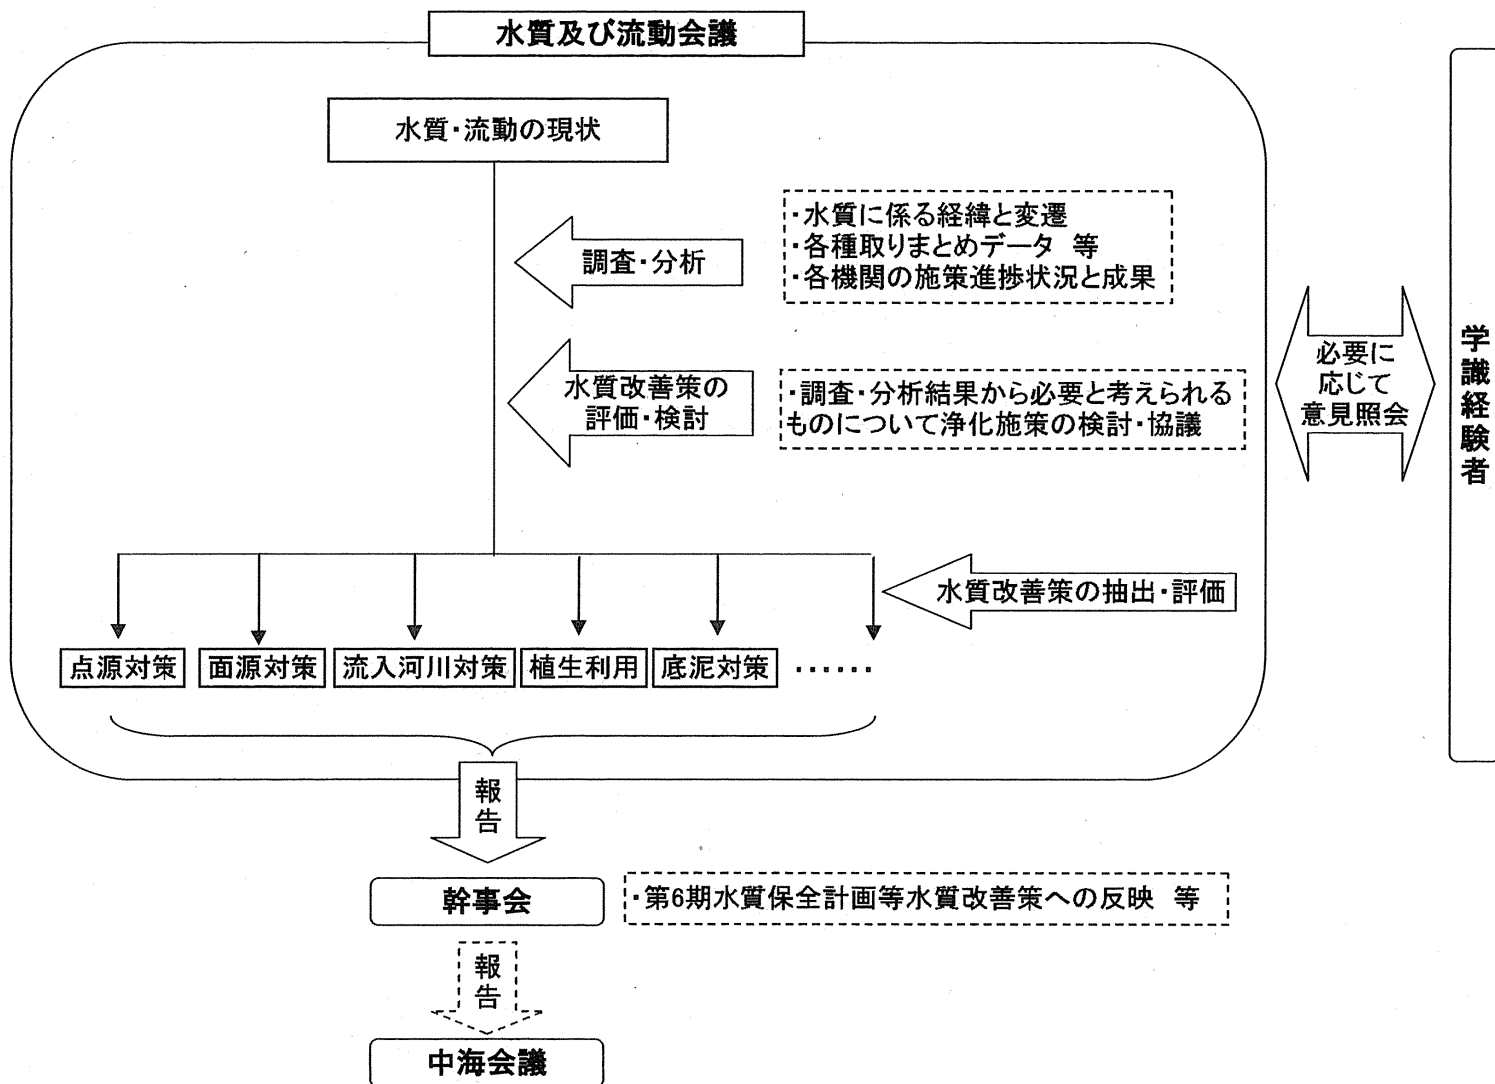 水質及び流動会議
水質・流動の現状
調査・分析
・水質に係る経緯と変遷
・各種取りまとめデータ 等
・各機関の施策進捗状況と成果
水質改善策の
評価・検討
・調査・分析結果から必要と考えられる
ものについて浄化施策の検討・協議
必要に
応じて
意見照会
学識経験者
水質改善策の抽出・評価
点源対策
面源対策
流入河川対策
植生利用
底泥対策
・・・・・・
報告
幹事会
・第6期水質保全計画等水質改善策への反映 等
報告
中海会議